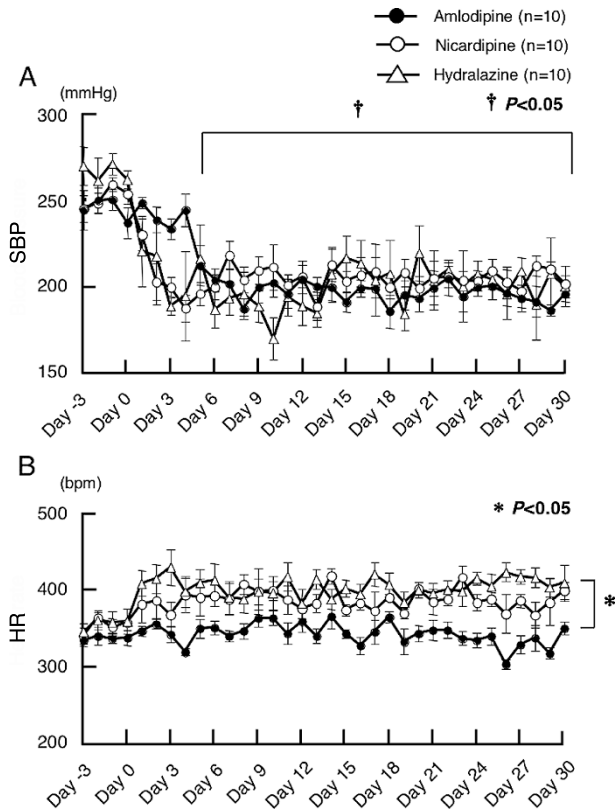 Amlodipine (n=10)
Nicardipine (n=10)
Hydralazine (n=10)
A
(mmHg)
†
† P<0.05
300
250
200
150
SBP
Day -3
Day 0
Day 3
Day 6
Day 9
Day 12
Day 15
Day 18
Day 21
Day 24
Day 27
Day 30
B
(bpm)
* P<0.05
500
400
300
200
HR
*
Day -3
Day 0
Day 3
Day 6
Day 9
Day 12
Day 15
Day 18
Day 21
Day 24
Day 27
Day 30